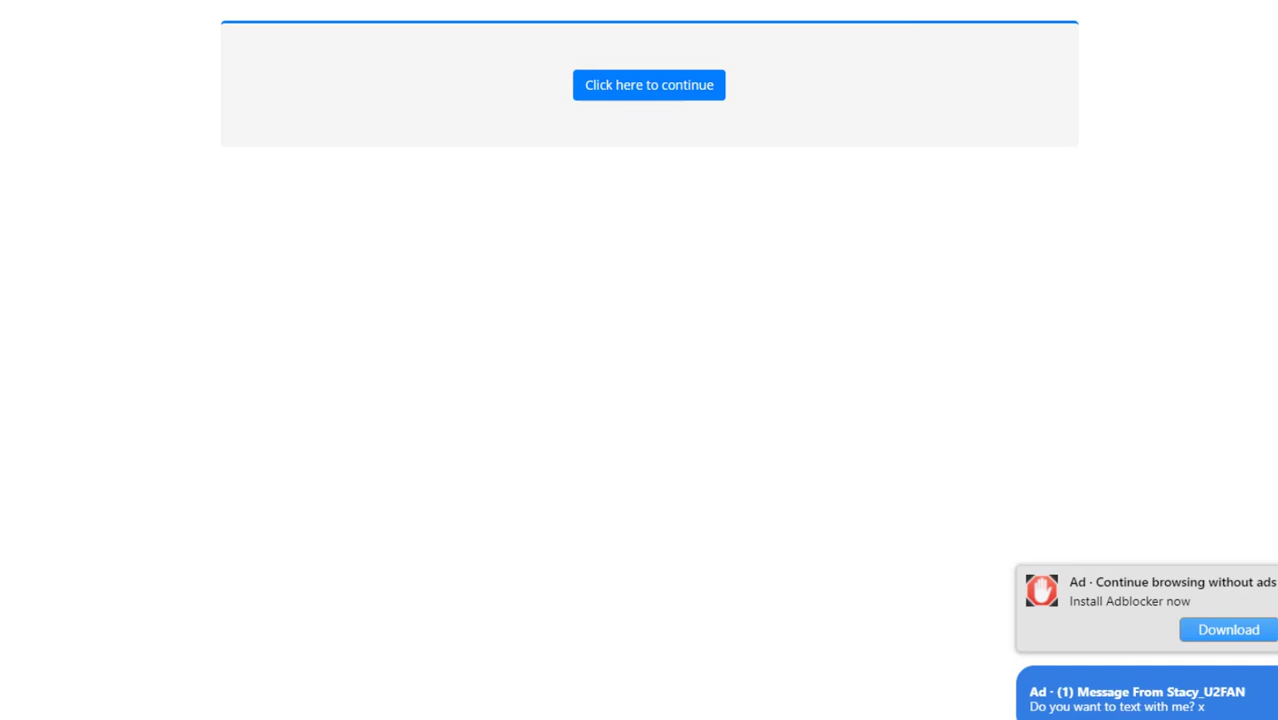 Click here to continue
Ad · Continue browsing without ads
Install Adblocker now
Download
Ad · (1) Message From Stacy_U2FAN
Do you want to text with me? x